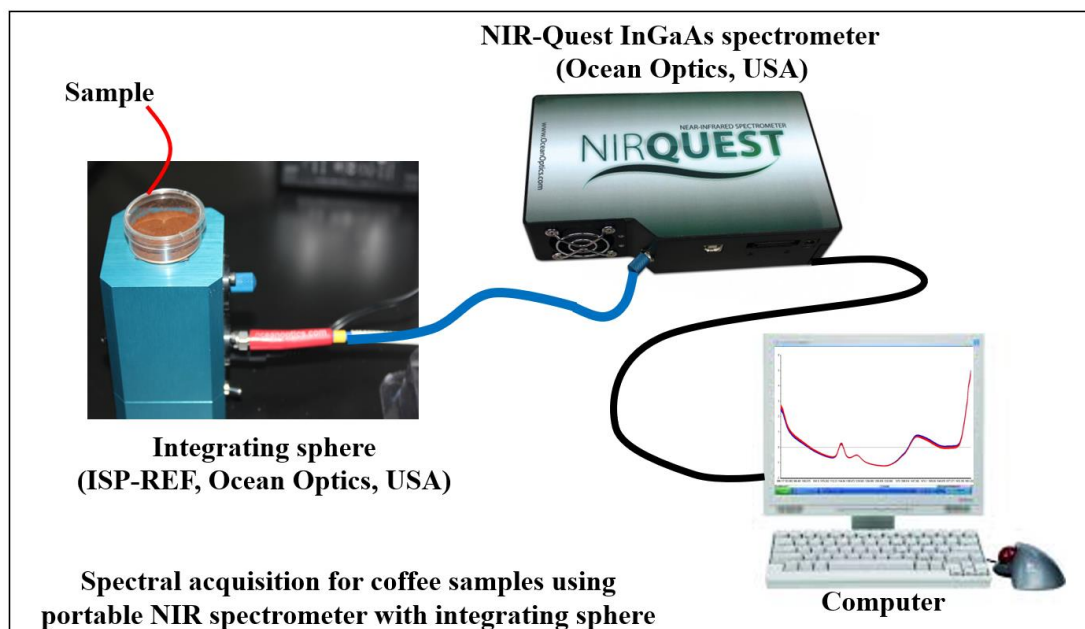 NIR-Quest InGaAs spectrometer
(Ocean Optics, USA)
Sample
www.OceanOptics.com
NEAR-INFRARED SPECTROMETER
NIRQUEST
Integrating sphere
(ISP-REF, Ocean Optics, USA)
Spectral acquisition for coffee samples using
portable NIR spectrometer with integrating sphere
Computer